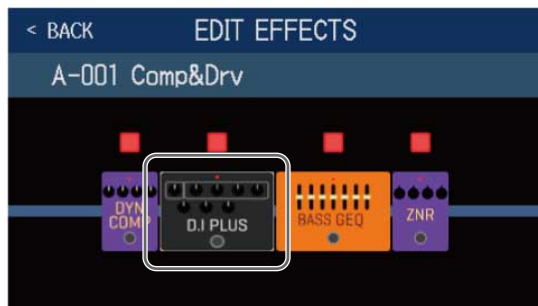 < BACK EDIT EFFECTS
A-001 Comp&Drv
DYN
COMP
D.I PLUS
BASS GEQ
ZNR